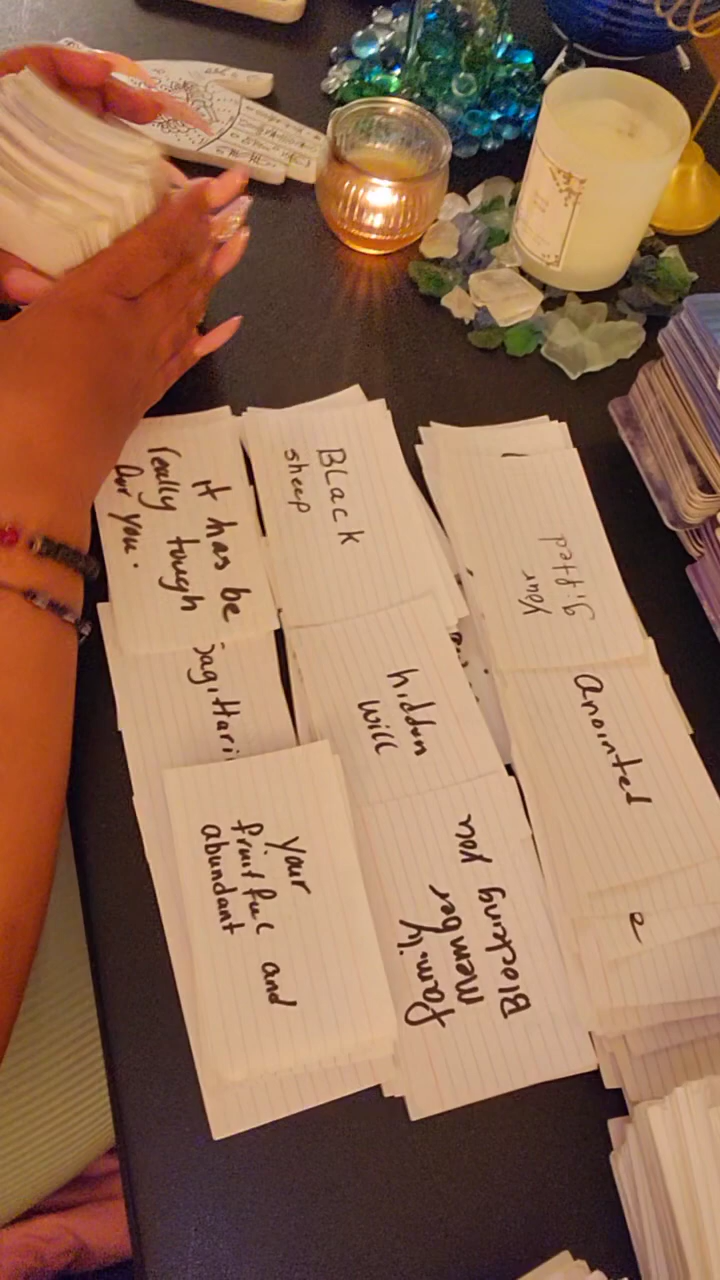 it has be
really tough
for you.
Black
sheep
gifted
your
Sagittari
hidden
will
anointed
your
fruitful and
abundant
Blocking you
member
family